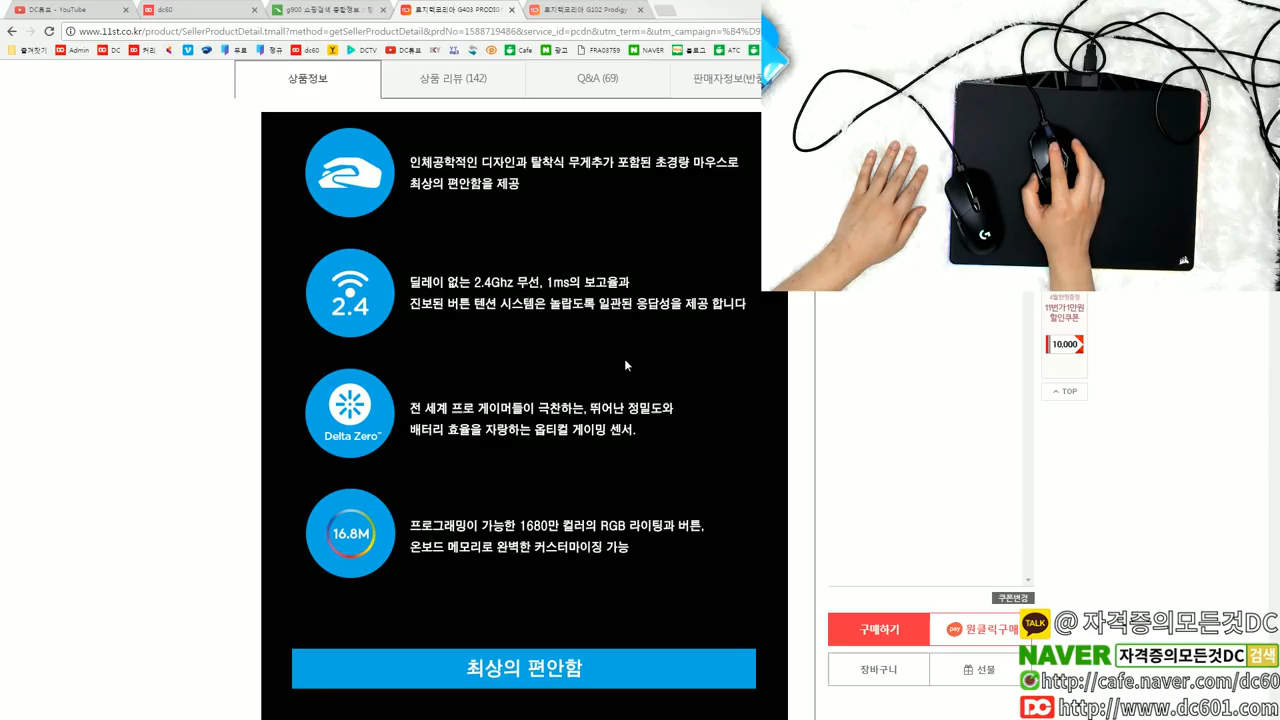 DC튜브 - YouTube
dc60
g900 쇼핑검색 종합정보 :
로지텍코리아 G403 PRODIG
로지텍코리아 G102 Prodigy
www.11st.co.kr/product/SellerProductDetail.tmall?method=getSellerProductDetail&prdNo=1588719486&service_id=pcdn&utm_term=&utm_campaign=%B4%D9
즐겨찾기 Admin DC 커리 듀프 정규 dc60 DCTV DC튜브 IKY 등록 Cafe 광고 FRA03759 NAVER 블로그 ATC
상품정보 상품 리뷰 (142) Q&A (69) 판매자정보(반품
인체공학적인 디자인과 탈착식 무게추가 포함된 초경량 마우스로
최상의 편안함을 제공
2.4
딜레이 없는 2.4Ghz 무선, 1ms의 보고율과
진보된 버튼 텐션 시스템은 놀랍도록 일관된 응답성을 제공 합니다
Delta Zero™
전 세계 프로 게이머들이 극찬하는, 뛰어난 정밀도와
배터리 효율을 자랑하는 옵티컬 게이밍 센서.
16.8M
프로그래밍이 가능한 1680만 컬러의 RGB 라이팅과 버튼,
온보드 메모리로 완벽한 커스터마이징 가능
최상의 편안함
11번가 1만원
할인쿠폰
10,000
TOP
쿠폰변경
구매하기 pay 원클릭구매
장바구니 선물
TALK @ 자격증의모든것DC
NAVER 자격증의모든것DC 검색
http://cafe.naver.com/dc60
DC http://www.dc601.com